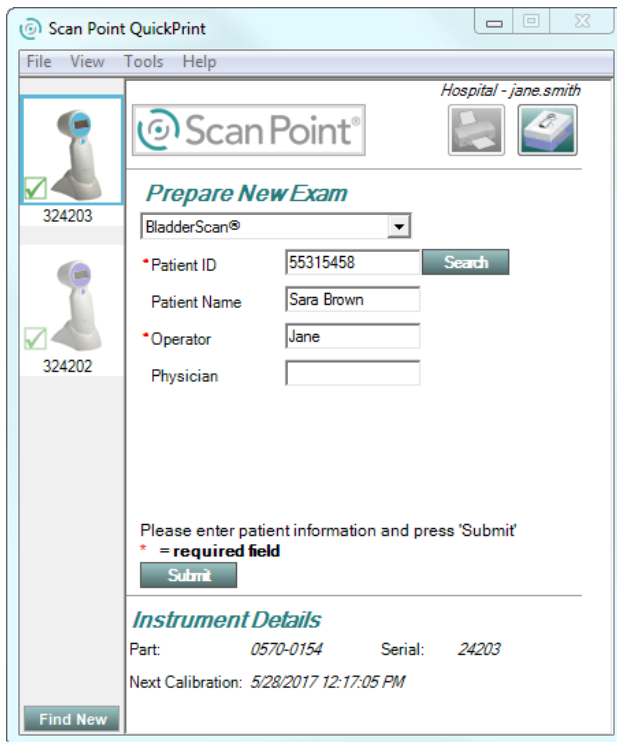 Scan Point QuickPrint
File View Tools Help
Hospital - jane.smith
Scan Point®
324203
324202
Prepare New Exam
BladderScan®
*Patient ID 55315458 Search
Patient Name Sara Brown
*Operator Jane
Physician
Please enter patient information and press 'Submit'
* = required field
Submit
Instrument Details
Part: 0570-0154 Serial: 24203
Next Calibration: 5/28/2017 12:17:05 PM
Find New